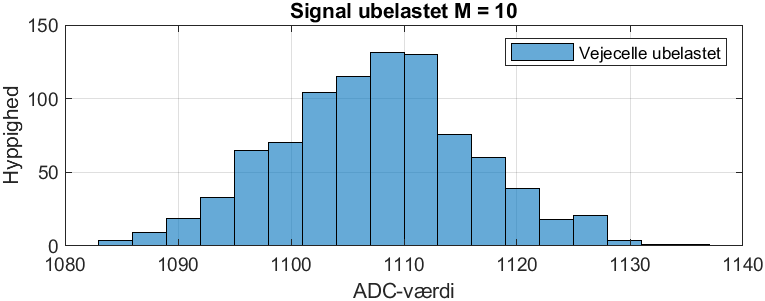 Signal ubelastet M = 10
Hyppighed
150
100
50
0
Vejecelle ubelastet
1080 1090 1100 1110 1120 1130 1140
ADC-værdi